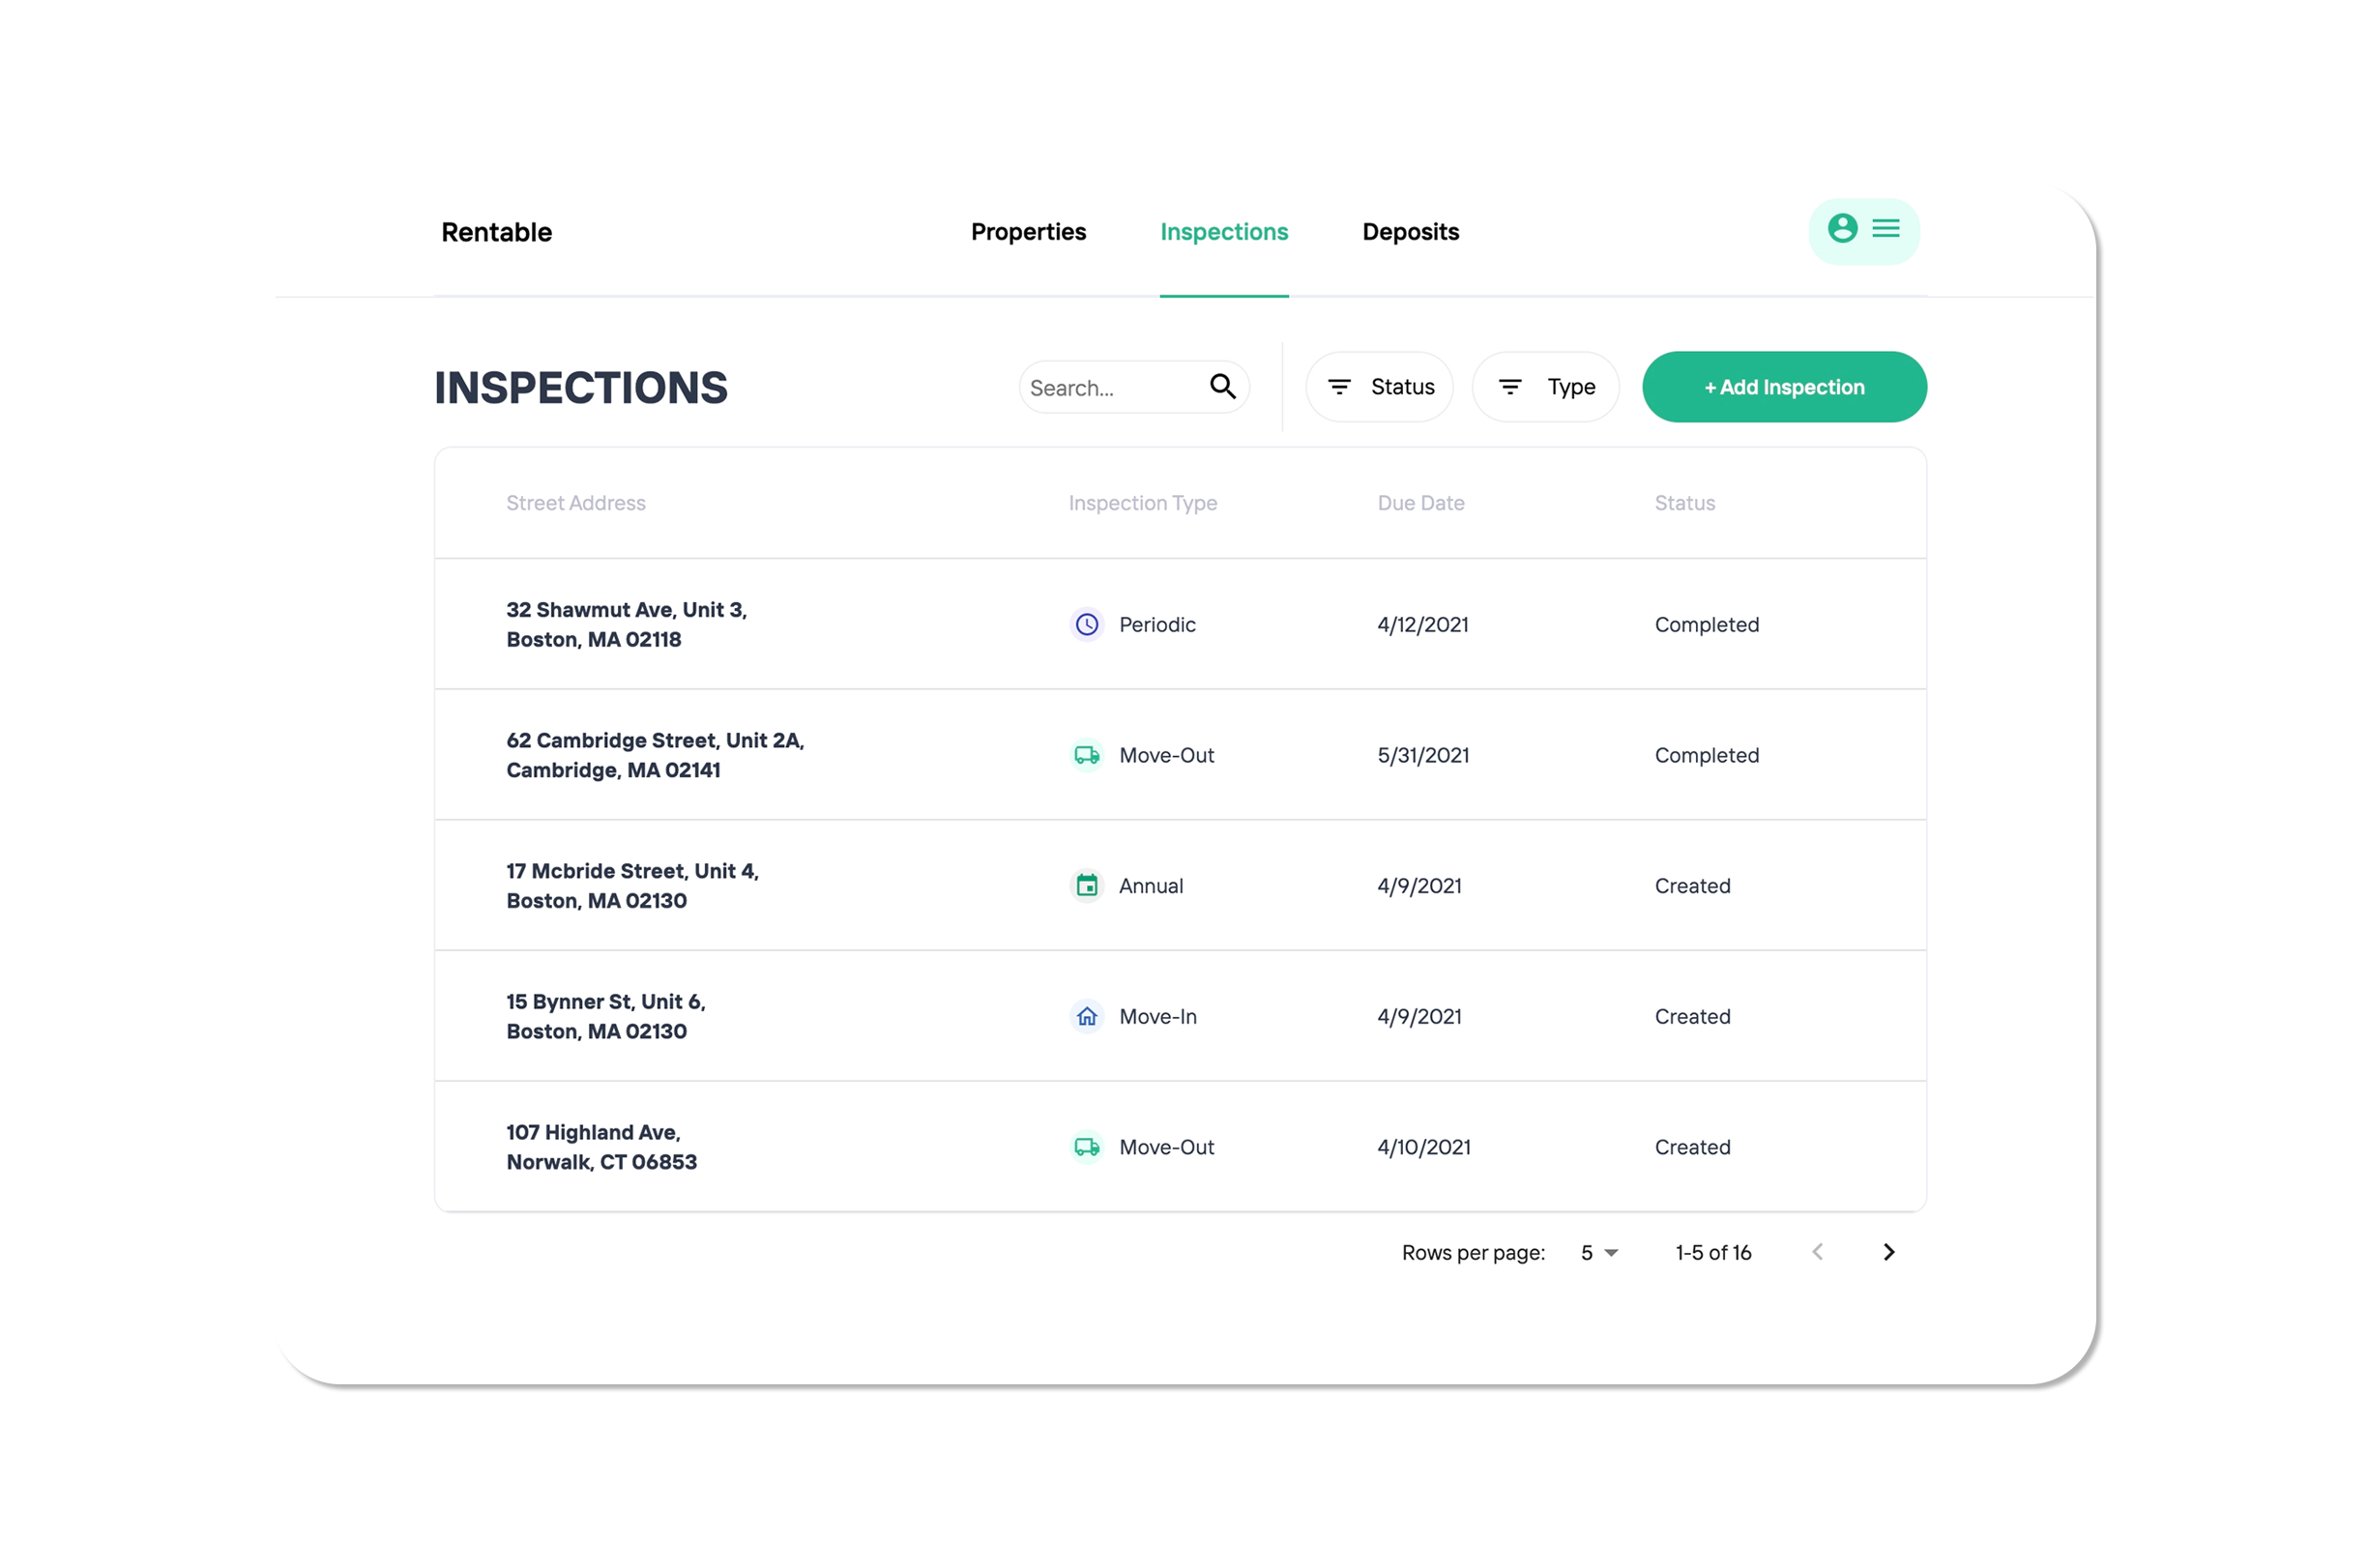 Rentable
Properties
Inspections
Deposits
INSPECTIONS
Search...
Status
Type
+ Add Inspection
Street Address
Inspection Type
Due Date
Status
32 Shawmut Ave, Unit 3,
Boston, MA 02118
Periodic
4/12/2021
Completed
62 Cambridge Street, Unit 2A,
Cambridge, MA 02141
Move-Out
5/31/2021
Completed
17 Mcbride Street, Unit 4,
Boston, MA 02130
Annual
4/9/2021
Created
15 Bynner St, Unit 6,
Boston, MA 02130
Move-In
4/9/2021
Created
107 Highland Ave,
Norwalk, CT 06853
Move-Out
4/10/2021
Created
Rows per page: 5
1-5 of 16